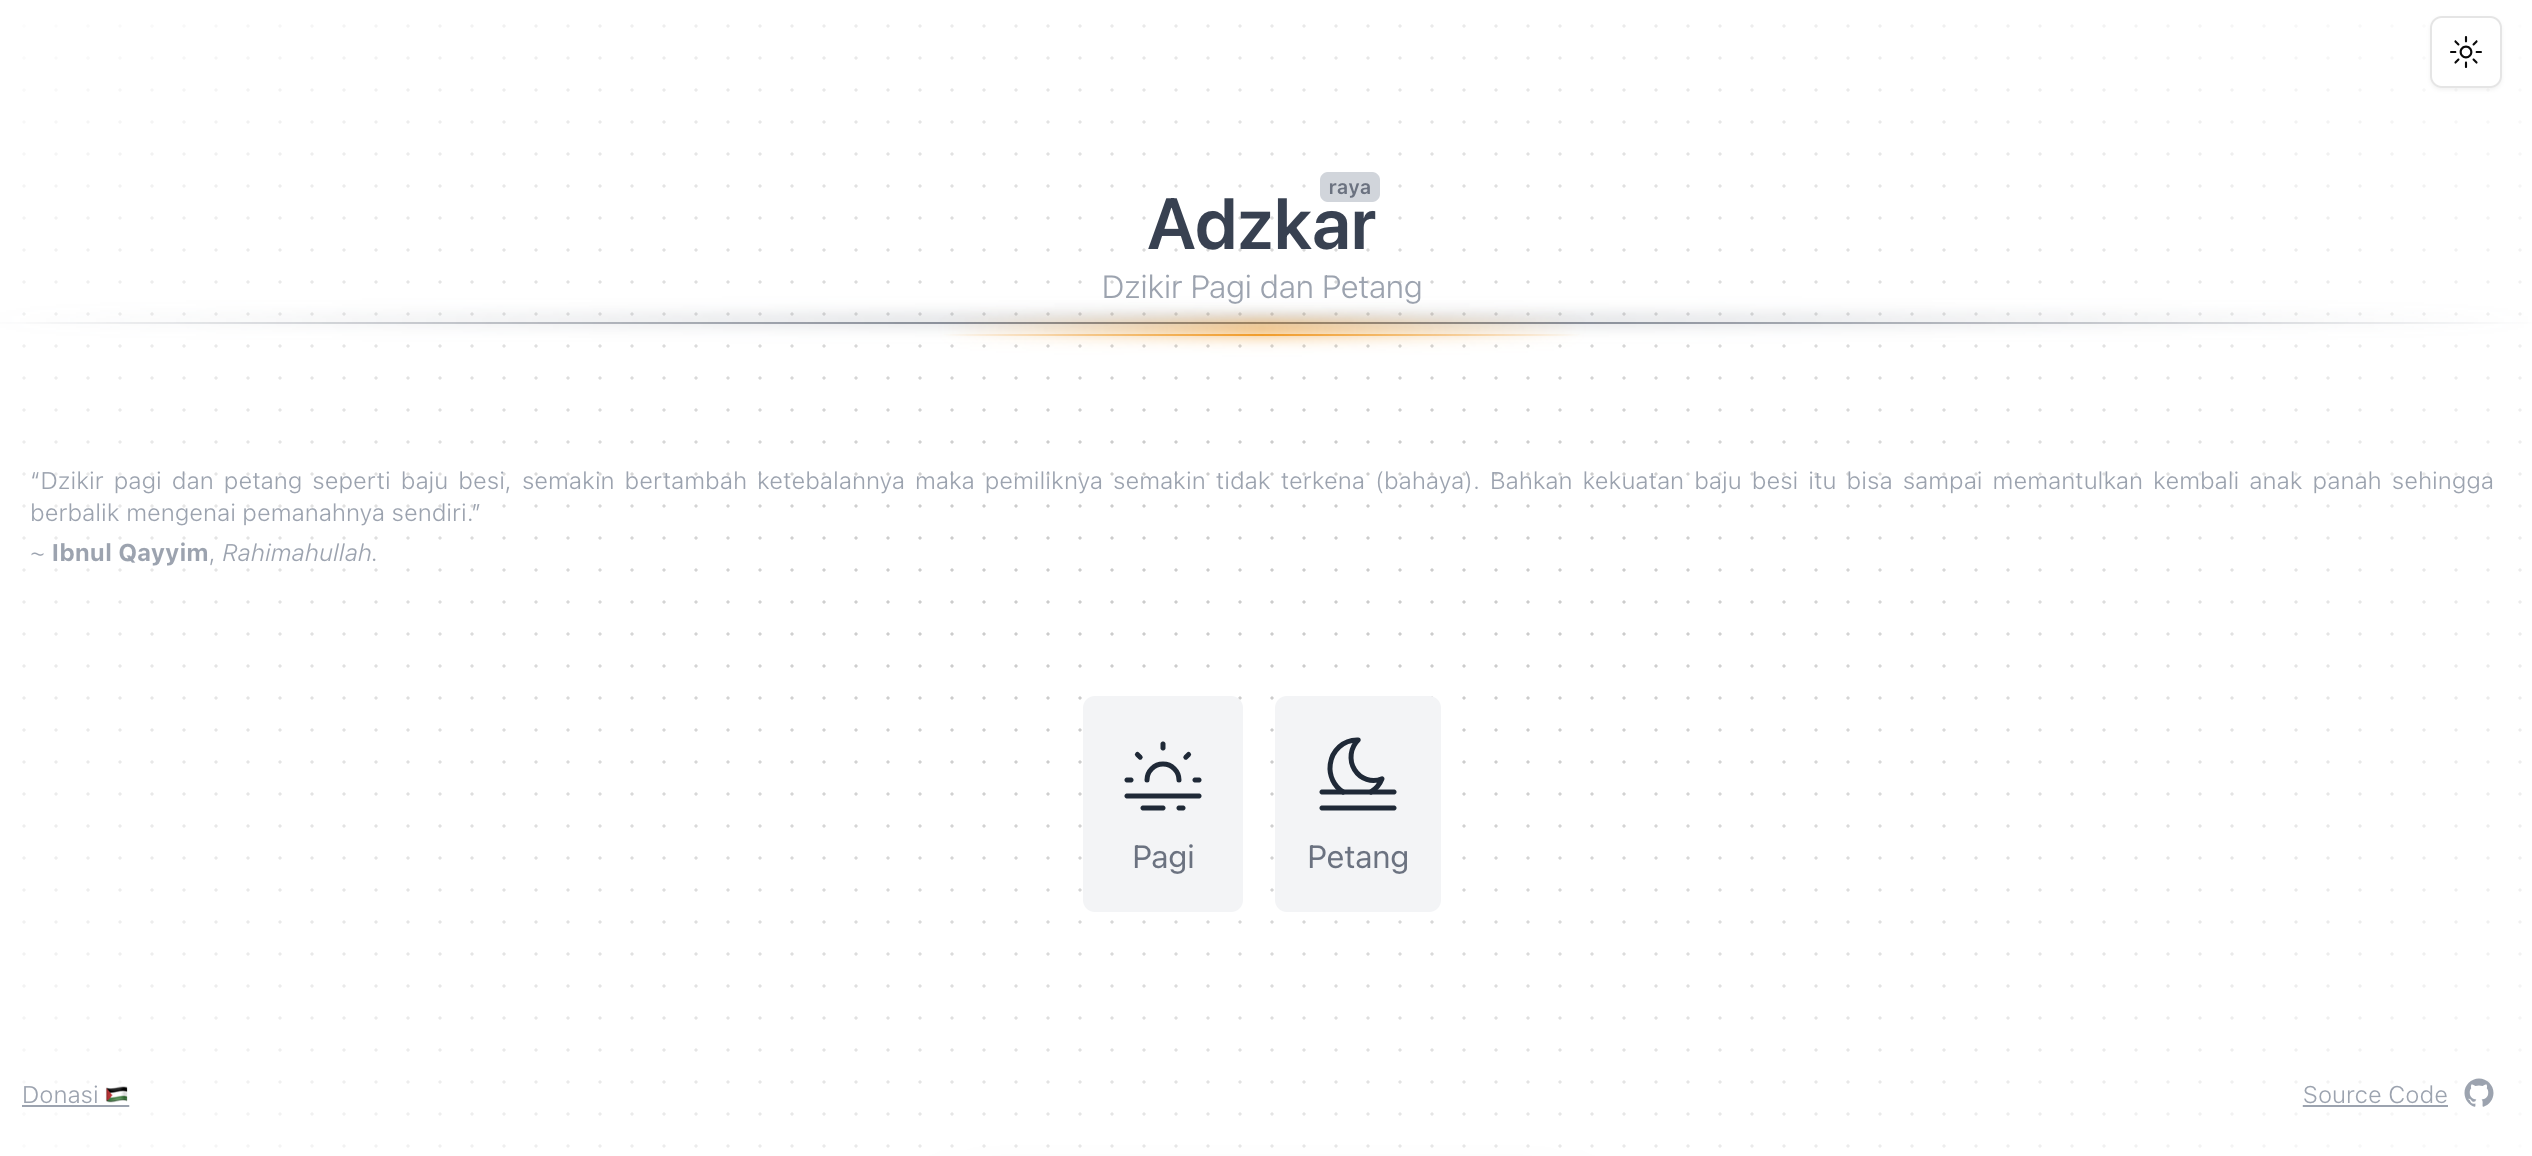 raya
Adzkar
Dzikir Pagi dan Petang
“Dzikir pagi dan petang seperti baju besi, semakin bertambah ketebalahnya maka pemiliknya semakin tidak terkena (bahaya). Bahkan kekuatan baju besi itu bisa sampai memantulkan kembali anak panah sehingga
berbalik mengenai pemanahnya sendiri.”
~ Ibnul Qayyim, Rahimahullah.
Pagi
Petang
Donasi 🇵🇸
Source Code